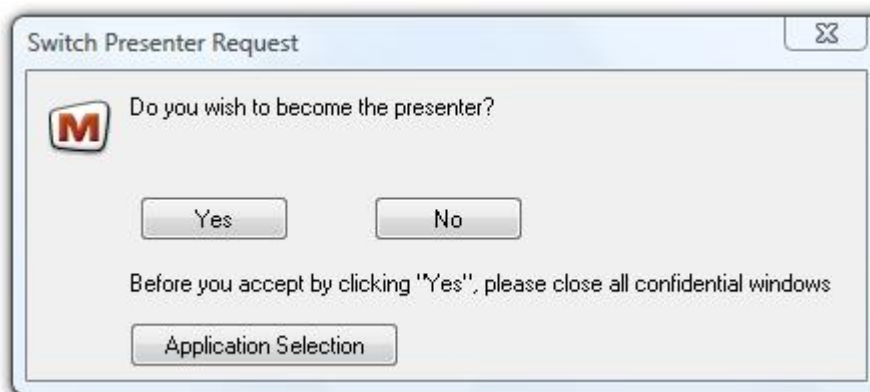 Switch Presenter Request
M
Do you wish to become the presenter?
Yes
No
Before you accept by clicking "Yes", please close all confidential windows
Application Selection